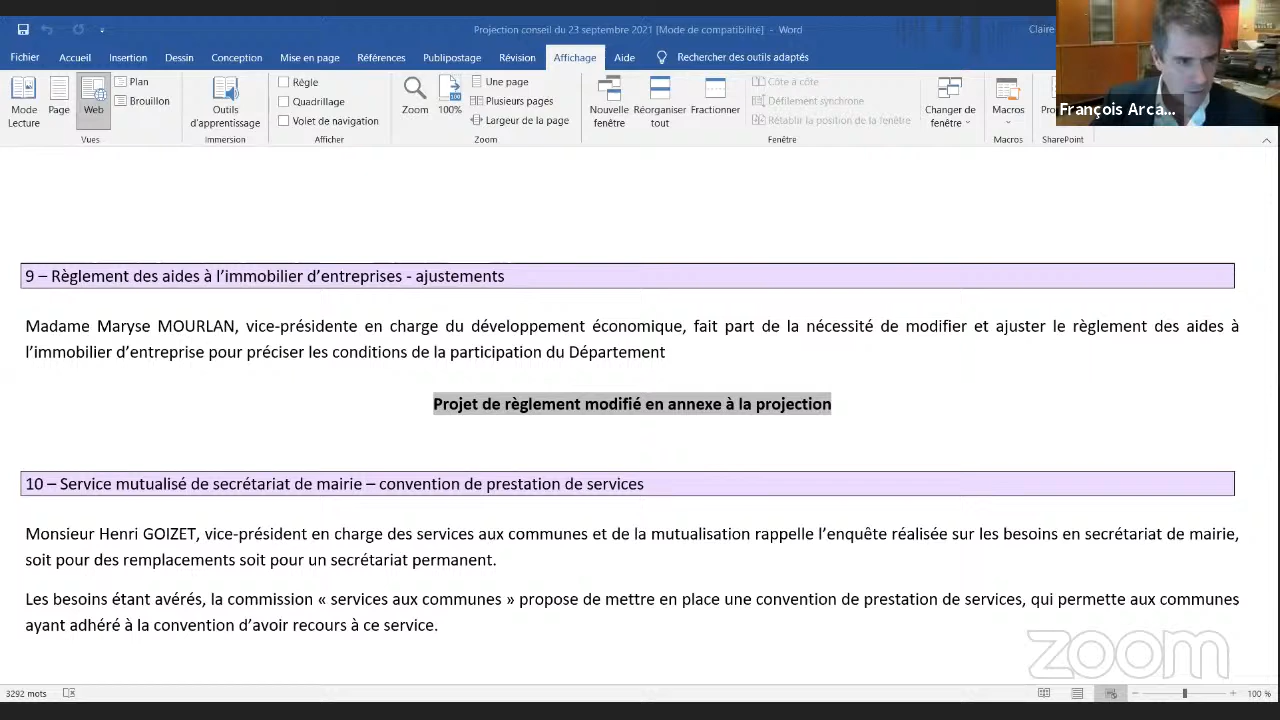 Projection conseil du 23 septembre 2021 [Mode de compatibilité] - Word
Claire
Fichier Accueil Insertion Dessin Conception Mise en page Références Publipostage Révision Affichage Aide Rechercher des outils adaptés
Mode Lecture
Page
Web
Plan
Brouillon
Vues
Outils d'apprentissage
Immersion
Règle
Quadrillage
Volet de navigation
Afficher
Zoom
100%
Une page
Plusieurs pages
Largeur de la page
Zoom
Nouvelle fenêtre
Réorganiser tout
Fractionner
Côte à côte
Défilement synchrone
Rétablir la position de la fenêtre
Fenêtre
Changer de fenêtre
Macros
Macros
SharePoint
François Arca...
9 – Règlement des aides à l'immobilier d'entreprises - ajustements
Madame Maryse MOURLAN, vice-présidente en charge du développement économique, fait part de la nécessité de modifier et ajuster le règlement des aides à
l'immobilier d'entreprise pour préciser les conditions de la participation du Département
Projet de règlement modifié en annexe à la projection
10 – Service mutualisé de secrétariat de mairie – convention de prestation de services
Monsieur Henri GOIZET, vice-président en charge des services aux communes et de la mutualisation rappelle l'enquête réalisée sur les besoins en secrétariat de mairie,
soit pour des remplacements soit pour un secrétariat permanent.
Les besoins étant avérés, la commission « services aux communes » propose de mettre en place une convention de prestation de services, qui permette aux communes
ayant adhéré à la convention d'avoir recours à ce service.
zoom
3292 mots
100 %